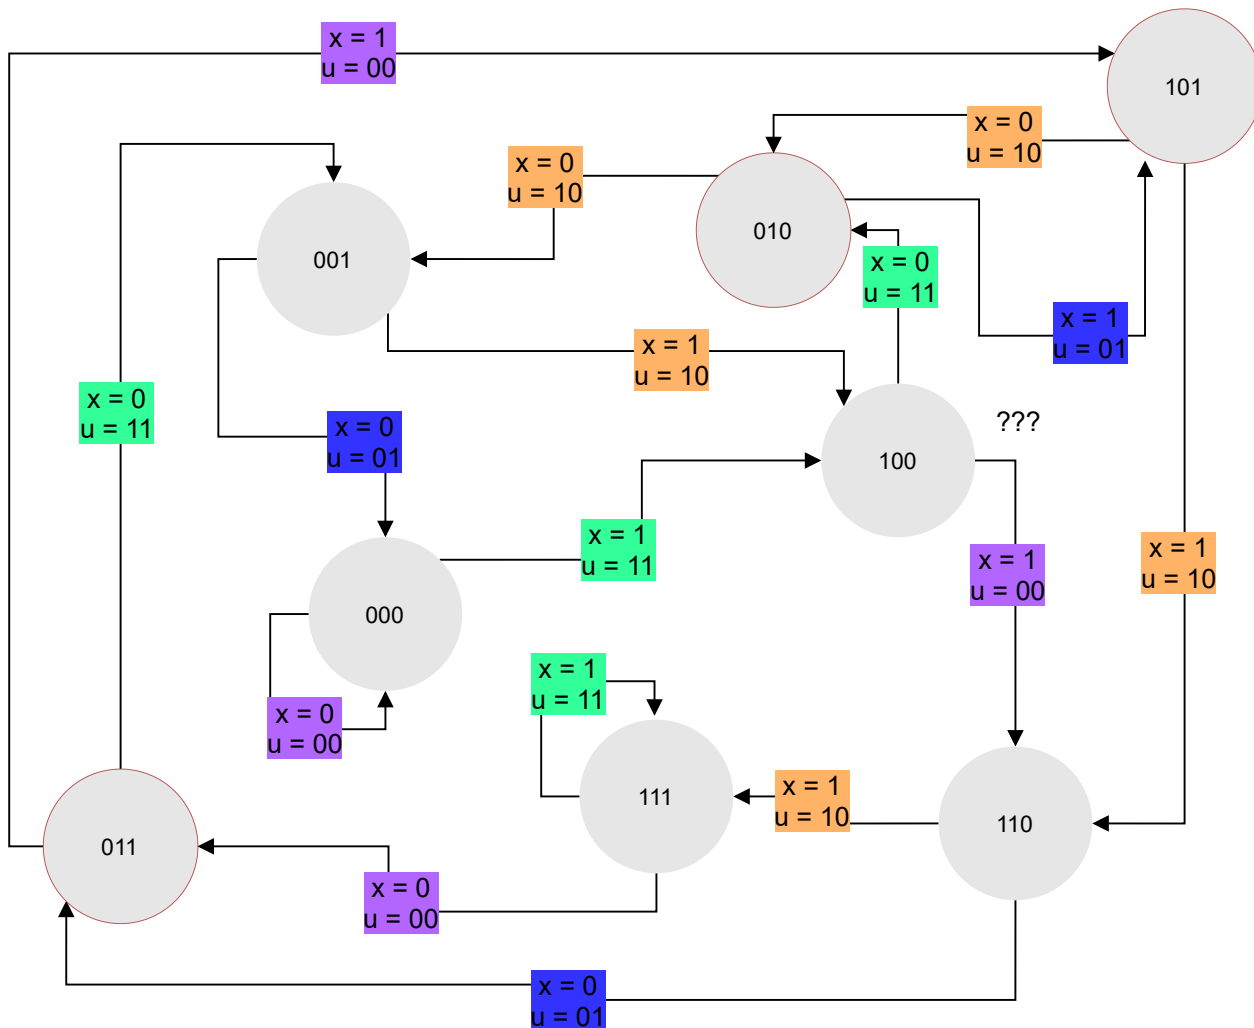 x = 1
u = 00
101
x = 0
u = 10
x = 0
u = 10
010
001
x = 0
u = 11
x = 1
u = 01
x = 1
u = 10
x = 0
u = 11
???
x = 0
u = 01
100
x = 1
u = 11
x = 1
u = 00
x = 1
u = 10
000
x = 1
u = 11
x = 0
u = 00
111
x = 1
u = 10
110
011
x = 0
u = 00
x = 0
u = 01